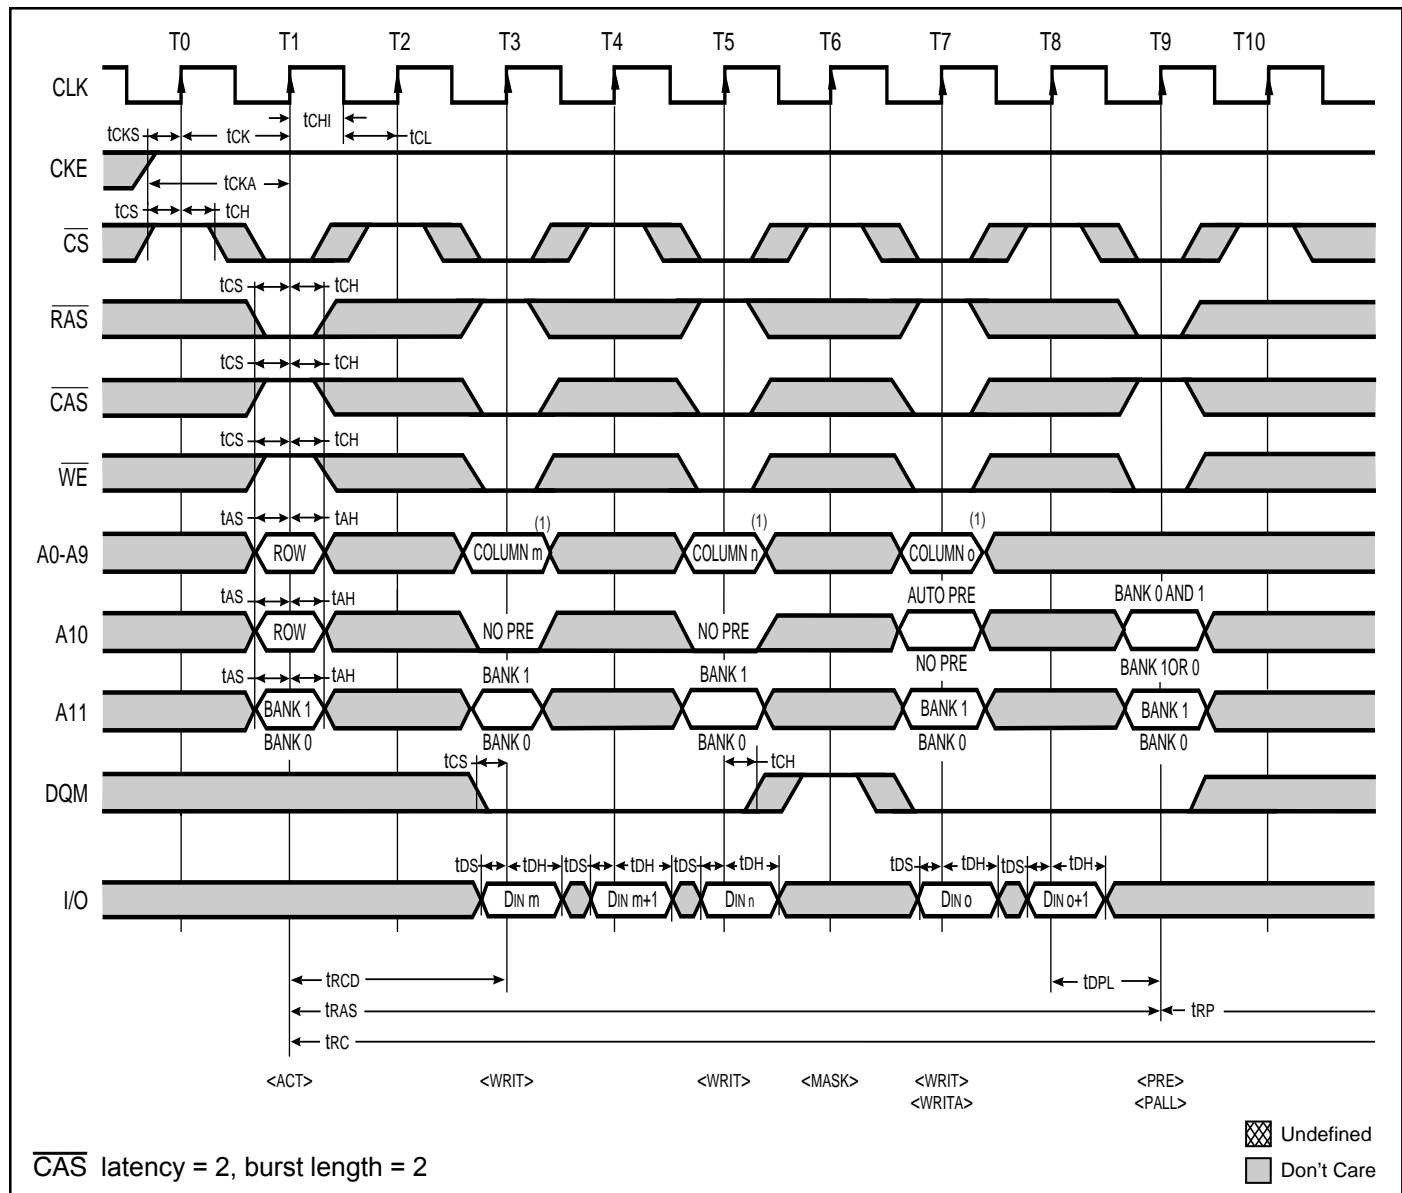 T0 T1 T2 T3 T4 T5 T6 T7 T8 T9 T10
CLK
tCHI
tCKS tCK tCL
CKE
tCKA
tCS tCH
CS
tCS tCH
RAS
tCS tCH
CAS
tCS tCH
WE
tAS tAH (1) (1) (1)
A0-A9 ROW COLUMN m COLUMN n COLUMN o
tAS tAH AUTO PRE BANK 0 AND 1
A10 ROW NO PRE NO PRE
tAS tAH BANK 1 BANK 1 NO PRE BANK 1OR 0
A11 BANK 1 BANK 1 BANK 1
BANK 0 BANK 0 BANK 0 BANK 0 BANK 0
tCS tCH
DQM
tDS tDH tDS tDH tDS tDH tDS tDH tDS tDH
I/O DIN m DIN m+1 DIN n DIN o DIN o+1
tRCD tDPL
tRAS tRP
tRC
<ACT> <WRIT> <WRIT> <MASK> <WRIT> <PRE>
<WRITA> <PALL>
Undefined
CAS latency = 2, burst length = 2
Don't Care